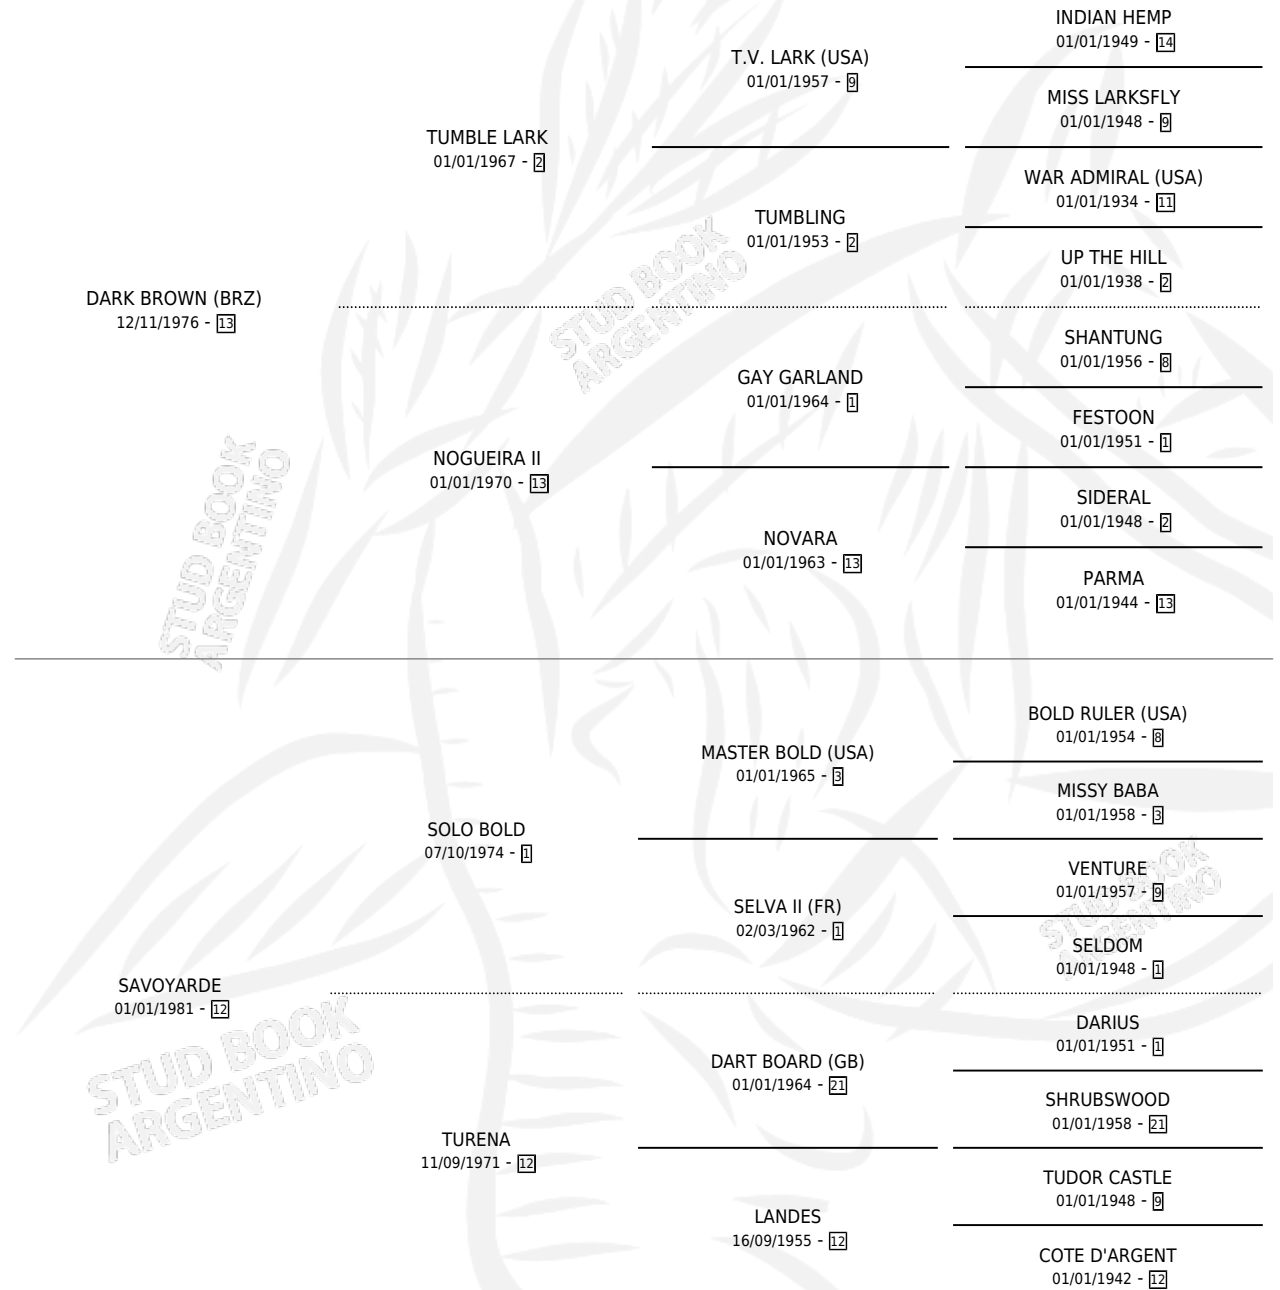 INDIAN HEMP
01/01/1949 - 14
T.V. LARK (USA)
01/01/1957 - 9
MISS LARKSFLY
01/01/1948 - 9
TUMBLE LARK
01/01/1967 - 2
WAR ADMIRAL (USA)
01/01/1934 - 11
TUMBLING
01/01/1953 - 2
UP THE HILL
01/01/1938 - 2
DARK BROWN (BRZ)
12/11/1976 - 13
SHANTUNG
01/01/1956 - 8
GAY GARLAND
01/01/1964 - 1
FESTOON
01/01/1951 - 1
NOGUEIRA II
01/01/1970 - 13
SIDERAL
01/01/1948 - 2
NOVARA
01/01/1963 - 13
PARMA
01/01/1944 - 13
BOLD RULER (USA)
01/01/1954 - 8
MASTER BOLD (USA)
01/01/1965 - 3
MISSY BABA
01/01/1958 - 3
SOLO BOLD
07/10/1974 - 1
VENTURE
01/01/1957 - 9
SELVA II (FR)
02/03/1962 - 1
SELDOM
01/01/1948 - 1
SAVOYARDE
01/01/1981 - 12
DARIUS
01/01/1951 - 1
DART BOARD (GB)
01/01/1964 - 21
SHRUBSWOOD
01/01/1958 - 21
TURENA
11/09/1971 - 12
TUDOR CASTLE
01/01/1948 - 9
LANDES
16/09/1955 - 12
COTE D'ARGENT
01/01/1942 - 12
STUD BOOK
ARGENTINO
STUD BOOK
ARGENTINO
STUD BOOK
ARGENTINO
STUD BOOK
ARGENTINO